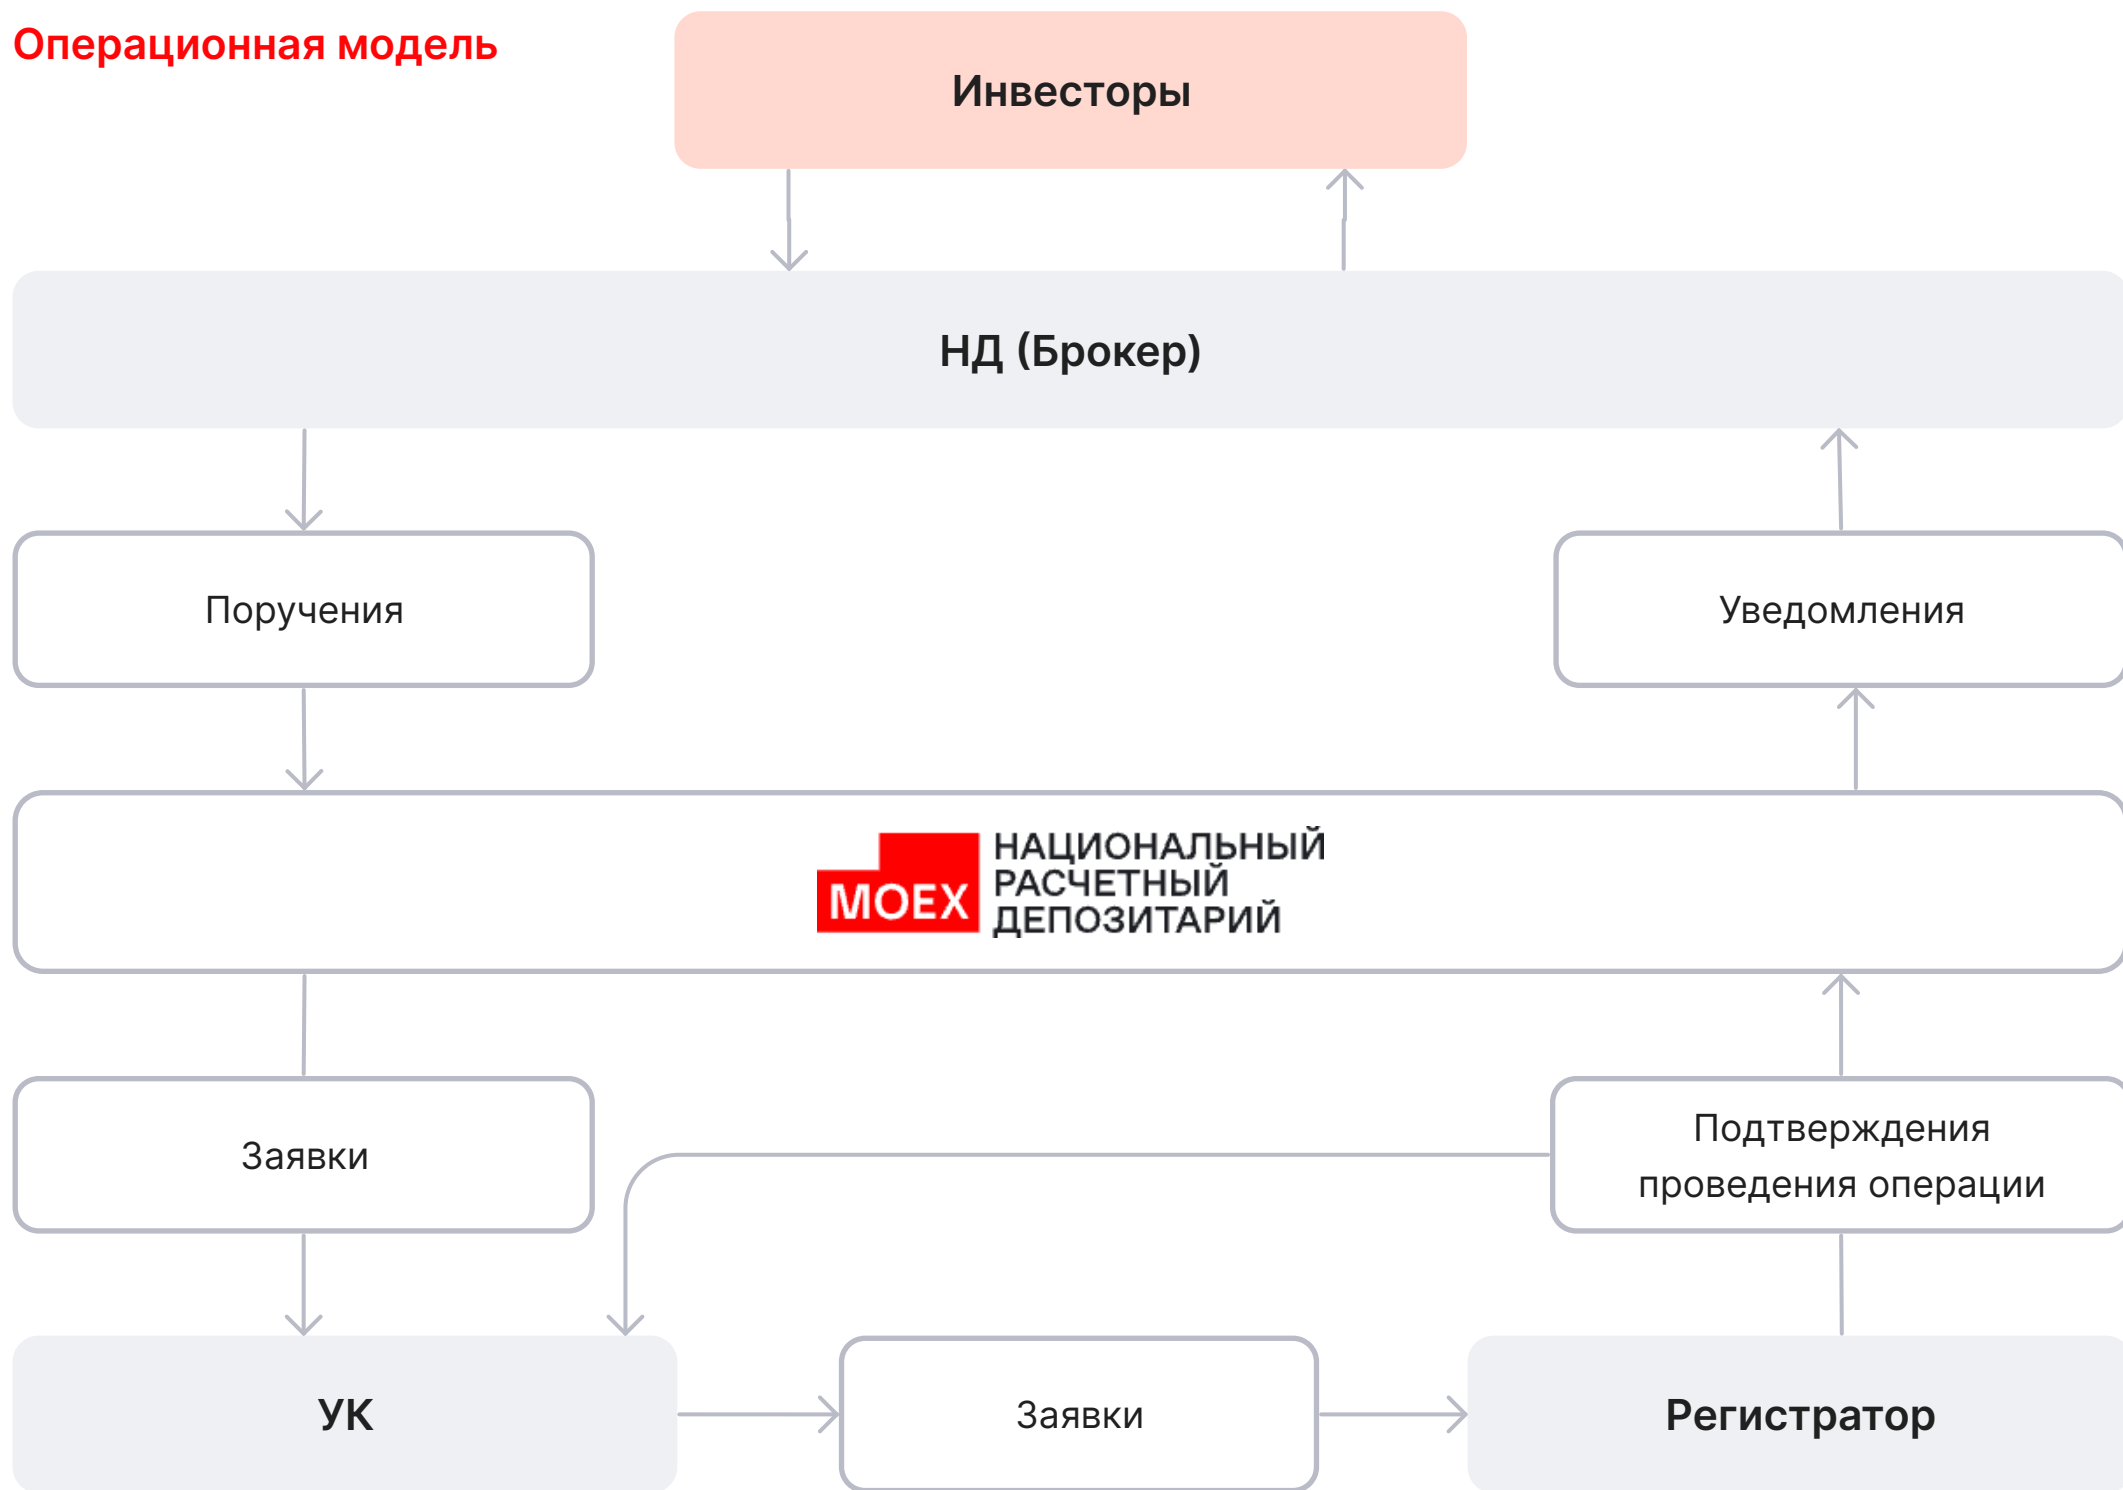 Операционная модель
Инвесторы
НД (Брокер)
Поручения
Уведомления
MOEX
НАЦИОНАЛЬНЫЙ
РАСЧЕТНЫЙ
ДЕПОЗИТАРИЙ
Заявки
Подтверждения
проведения операции
УК
Заявки
Регистратор